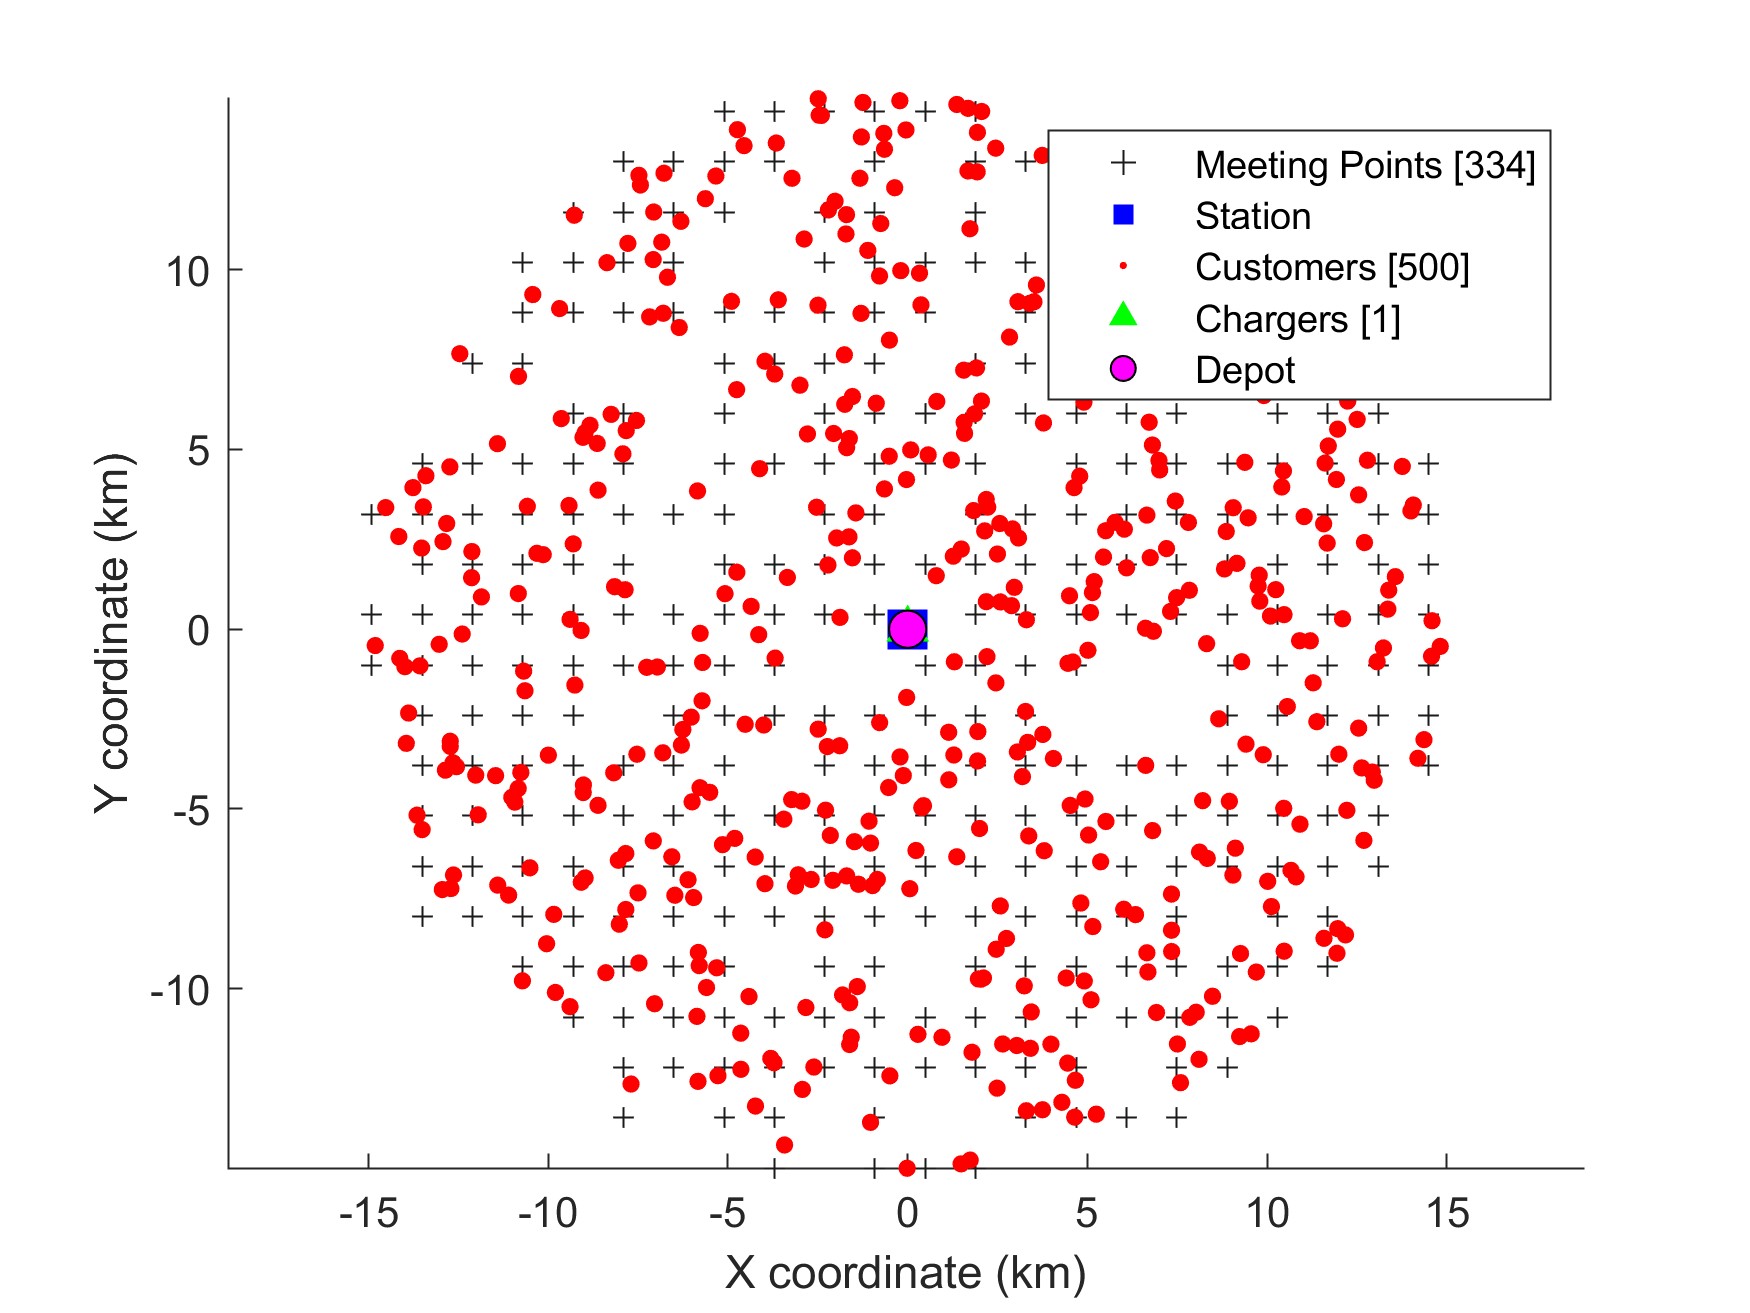 Meeting Points [334]
Station
Customers [500]
Chargers [1]
Depot
10
5
0
-5
-10
Y coordinate (km)
-15
-10
-5
0
5
10
15
X coordinate (km)